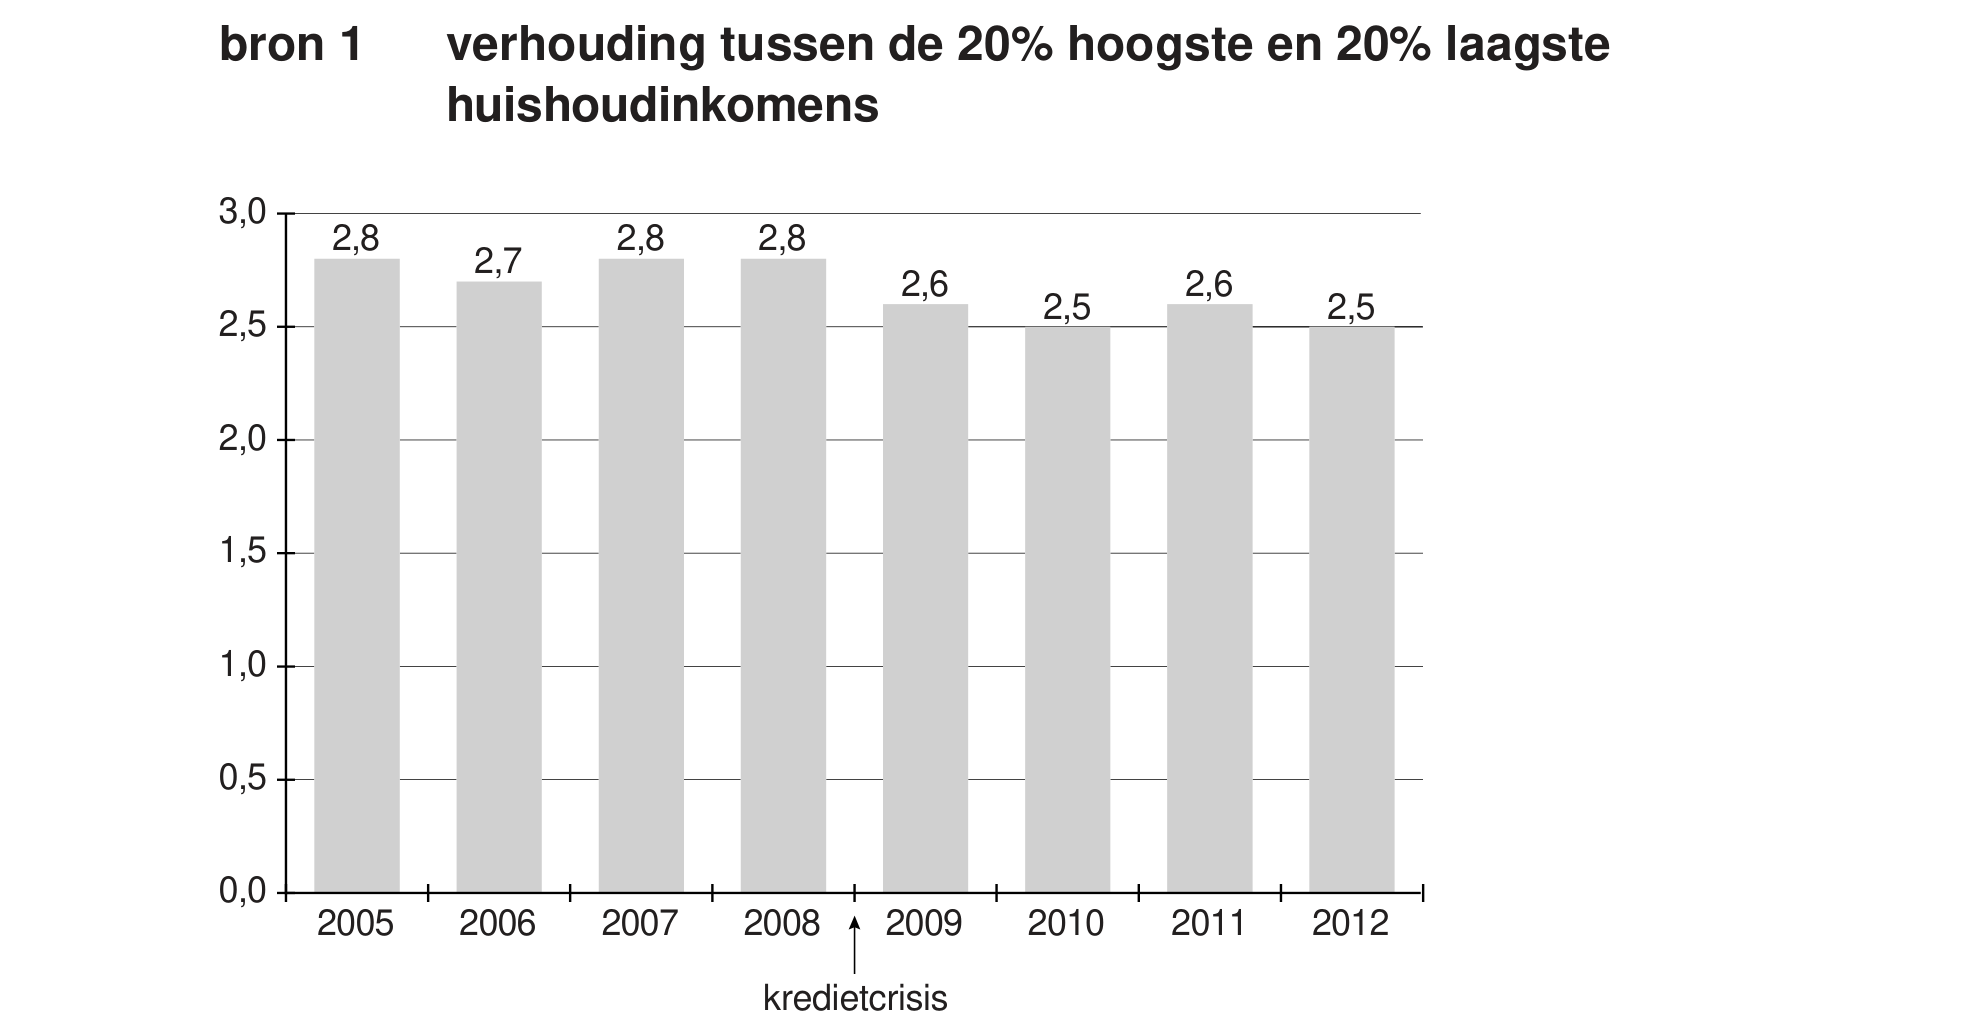 bron 1 verhouding tussen de 20% hoogste en 20% laagste
huishoudinkomens
3,0
2,8 2,7 2,8 2,8 2,6 2,5 2,6 2,5
2,5
2,0
1,5
1,0
0,5
0,0
2005 2006 2007 2008 2009 2010 2011 2012
kredietcrisis